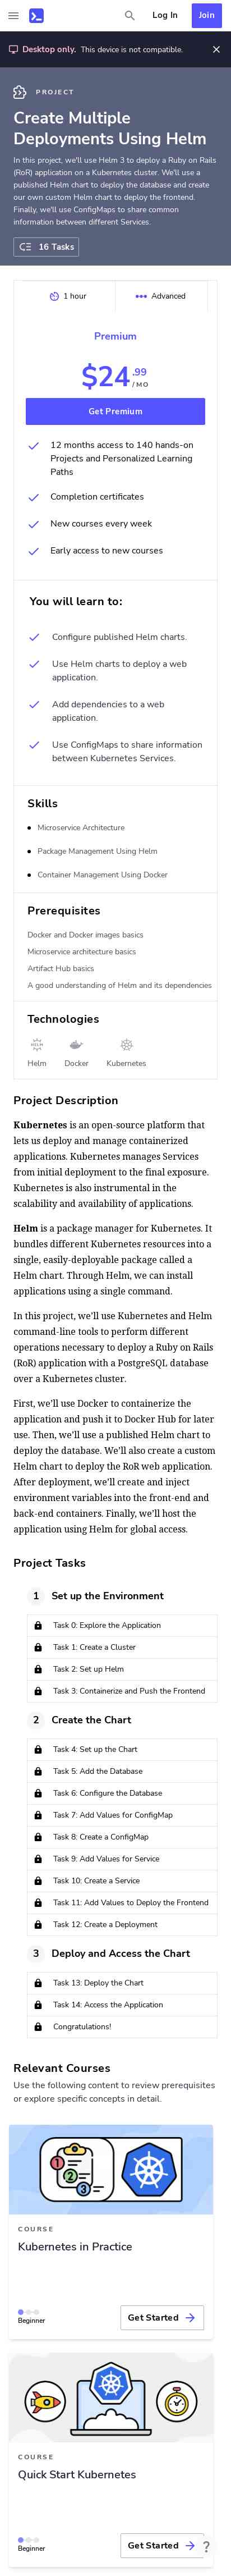 Log In
Join
Desktop only. This device is not compatible.
PROJECT
Create Multiple
Deployments Using Helm
In this project, we'll use Helm 3 to deploy a Ruby on Rails
(RoR) application on a Kubernetes cluster. We'll use a
published Helm chart to deploy the database and create
our own custom Helm chart to deploy the frontend.
Finally, we'll use ConfigMaps to share common
information between different Services.
16 Tasks
1 hour
Advanced
Premium
$24.99
/ MO
Get Premium
12 months access to 140 hands-on
Projects and Personalized Learning
Paths
Completion certificates
New courses every week
Early access to new courses
You will learn to:
Configure published Helm charts.
Use Helm charts to deploy a web
application.
Add dependencies to a web
application.
Use ConfigMaps to share information
between Kubernetes Services.
Skills
Microservice Architecture
Package Management Using Helm
Container Management Using Docker
Prerequisites
Docker and Docker images basics
Microservice architecture basics
Artifact Hub basics
A good understanding of Helm and its dependencies
Technologies
HELM
Helm
Docker
Kubernetes
Project Description
Kubernetes is an open-source platform that
lets us deploy and manage containerized
applications. Kubernetes manages Services
from initial deployment to the final exposure.
Kubernetes is also instrumental in the
scalability and availability of applications.
Helm is a package manager for Kubernetes. It
bundles different Kubernetes resources into a
single, easily-deployable package called a
Helm chart. Through Helm, we can install
applications using a single command.
In this project, we'll use Kubernetes and Helm
command-line tools to perform different
operations necessary to deploy a Ruby on Rails
(RoR) application with a PostgreSQL database
over a Kubernetes cluster.
First, we'll use Docker to containerize the
application and push it to Docker Hub for later
use. Then, we'll use a published Helm chart to
deploy the database. We'll also create a custom
Helm chart to deploy the RoR web application.
After deployment, we'll create and inject
environment variables into the front-end and
back-end containers. Finally, we'll host the
application using Helm for global access.
Project Tasks
1 Set up the Environment
Task 0: Explore the Application
Task 1: Create a Cluster
Task 2: Set up Helm
Task 3: Containerize and Push the Frontend
2 Create the Chart
Task 4: Set up the Chart
Task 5: Add the Database
Task 6: Configure the Database
Task 7: Add Values for ConfigMap
Task 8: Create a ConfigMap
Task 9: Add Values for Service
Task 10: Create a Service
Task 11: Add Values to Deploy the Frontend
Task 12: Create a Deployment
3 Deploy and Access the Chart
Task 13: Deploy the Chart
Task 14: Access the Application
Congratulations!
Relevant Courses
Use the following content to review prerequisites
or explore specific concepts in detail.
1
2
3
COURSE
Kubernetes in Practice
Beginner
Get Started
COURSE
Quick Start Kubernetes
Beginner
Get Started
?